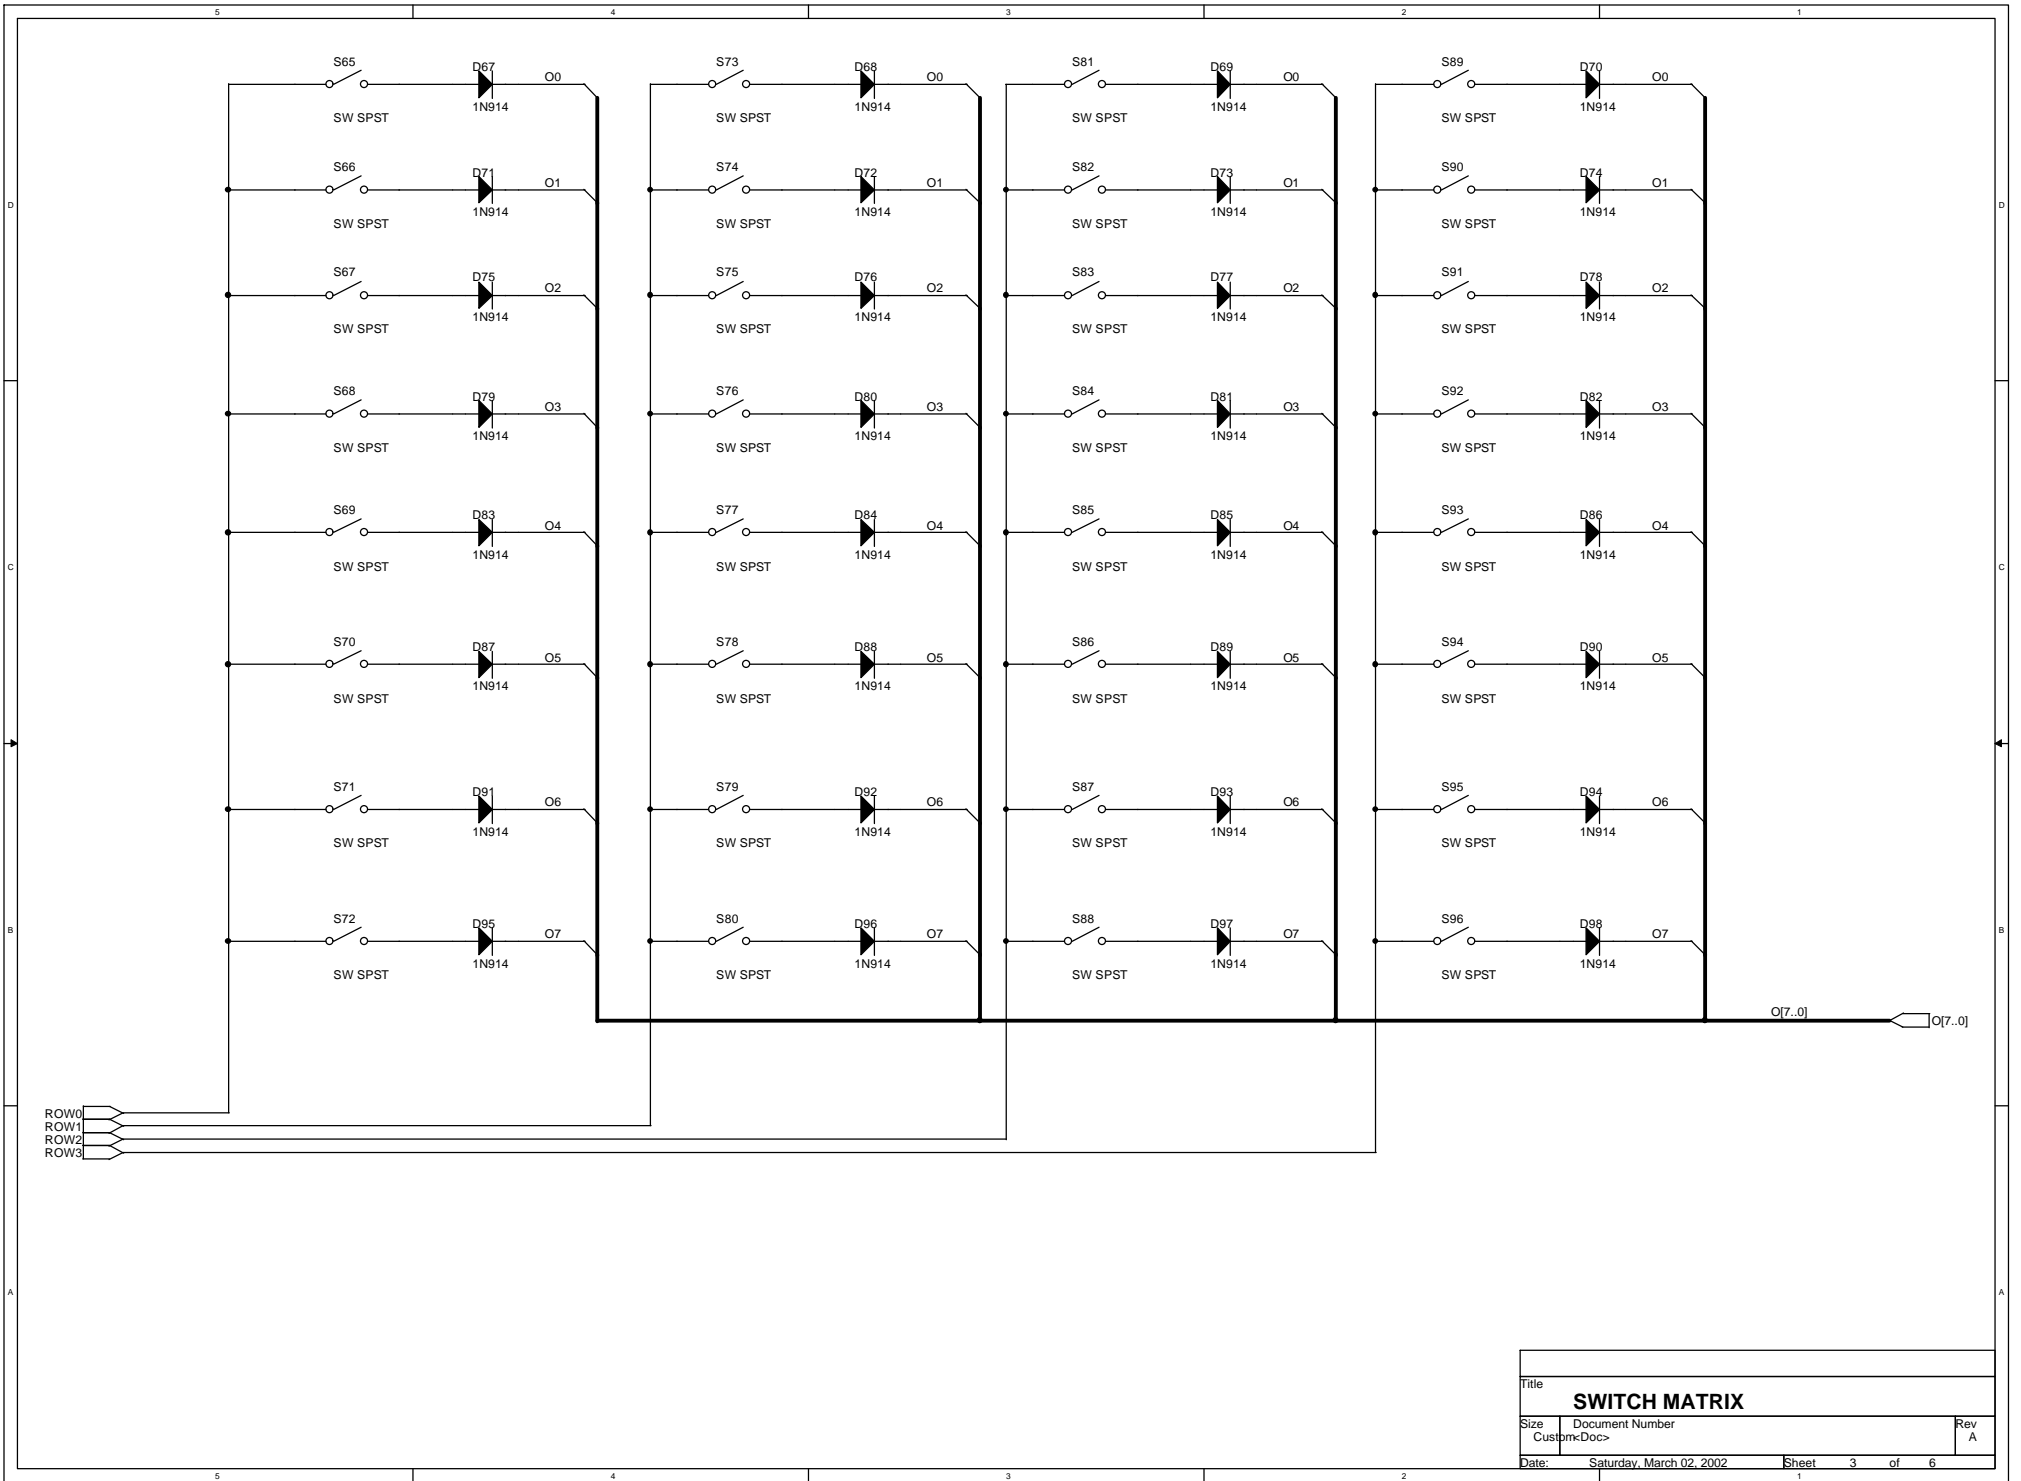 5 4 3 2 1
S65 S73 S81 S89
D67 O0 D68 O0 D69 O0 D70 O0
1N914 1N914 1N914 1N914
SW SPST SW SPST SW SPST SW SPST
S66 S74 S82 S90
D71 O1 D72 O1 D73 O1 D74 O1
D D
1N914 1N914 1N914 1N914
SW SPST SW SPST SW SPST SW SPST
S67 S75 S83 S91
D75 O2 D76 O2 D77 O2 D78 O2
1N914 1N914 1N914 1N914
SW SPST SW SPST SW SPST SW SPST
S68 S76 S84 S92
D79 O3 D80 O3 D81 O3 D82 O3
1N914 1N914 1N914 1N914
SW SPST SW SPST SW SPST SW SPST
S69 S77 S85 S93
D83 O4 D84 O4 D85 O4 D86 O4
1N914 1N914 1N914 1N914
C SW SPST SW SPST SW SPST SW SPST C
S70 S78 S86 S94
D87 O5 D88 O5 D89 O5 D90 O5
1N914 1N914 1N914 1N914
SW SPST SW SPST SW SPST SW SPST
S71 S79 S87 S95
D91 O6 D92 O6 D93 O6 D94 O6
1N914 1N914 1N914 1N914
SW SPST SW SPST SW SPST SW SPST
S72 S80 S88 S96
D95 O7 D96 O7 D97 O7 D98 O7
B B
1N914 1N914 1N914 1N914
SW SPST SW SPST SW SPST SW SPST
O[7..0]
O[7..0]
ROW0
ROW1
ROW2
ROW3
A A
Title
SWITCH MATRIX
Size Document Number Rev
Custom <Doc> A
Date: Saturday, March 02, 2002 Sheet 3 of 6
5 4 3 2 1